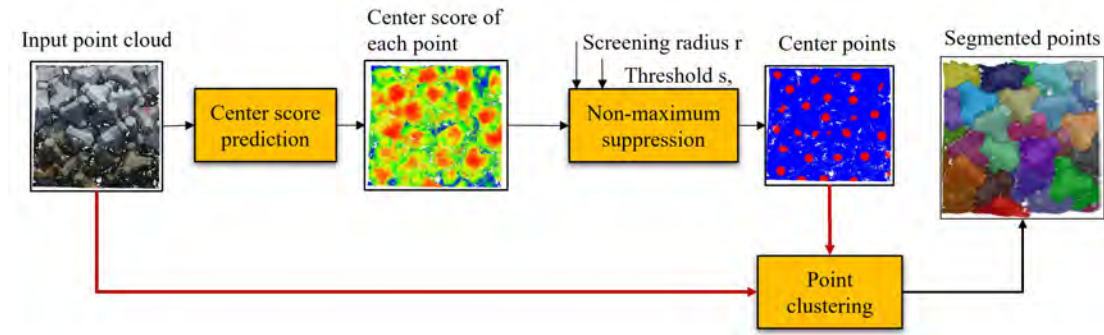 Input point cloud
Center score
prediction
Center score of
each point
Screening radius r
Threshold s,
Non-maximum
suppression
Center points
Segmented points
Point
clustering